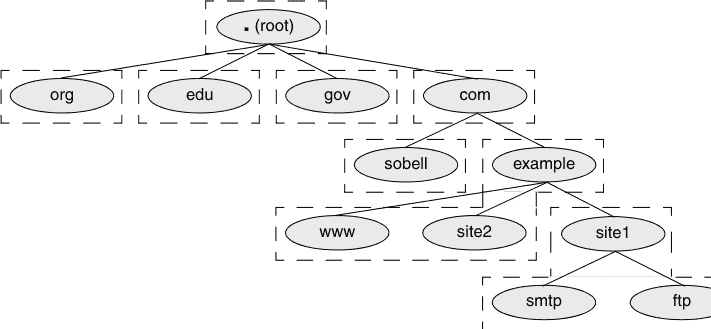 . (root)
org edu gov com
sobell example
www site2 site1
smtp ftp